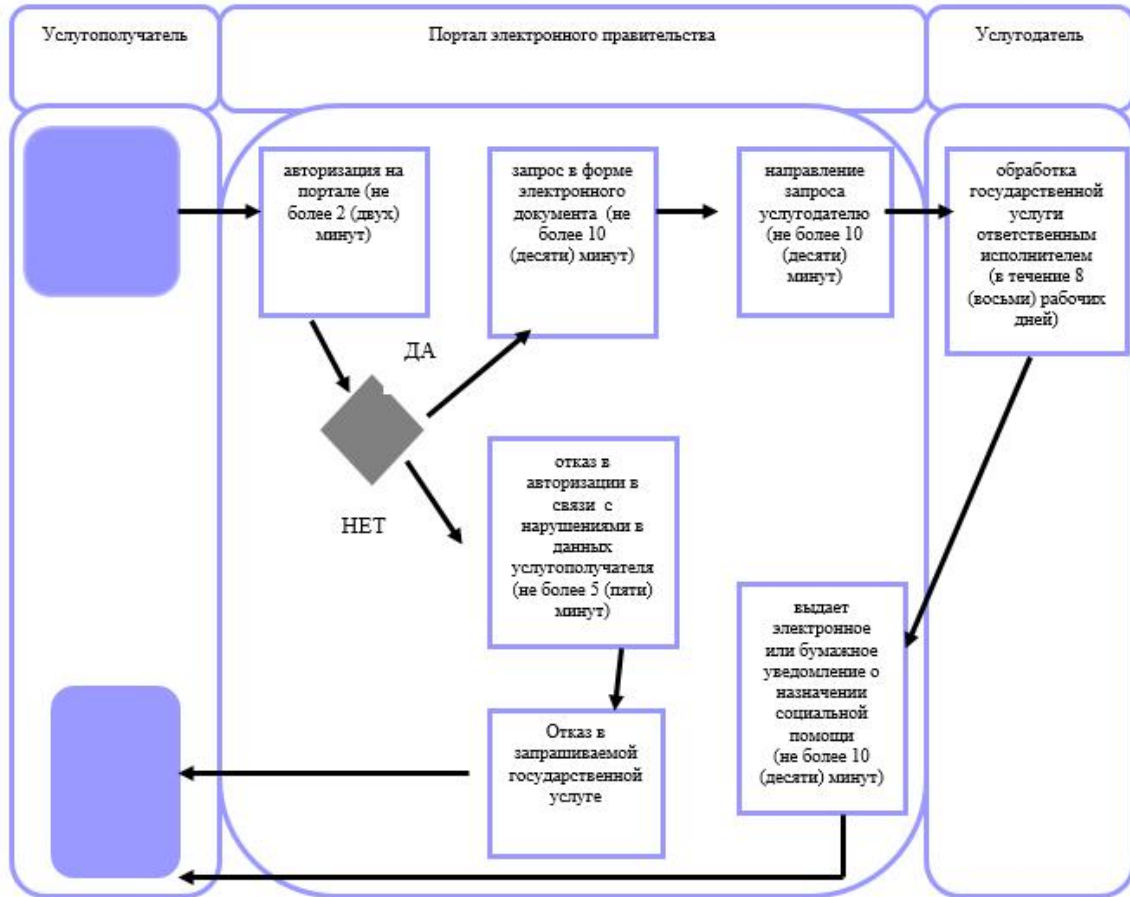 Услугополучатель
Портал электронного правительства
Услугодатель
авторизация на
портале (не
более 2 (двух)
минут)
запрос в форме
электронного
документа (не
более 10
(десяти) минут)
направление
запроса
услугодателю
(не более 10
(десяти)
минут)
обработка
государственной
услуги
ответственным
исполнителем
(в течение 8
(восьми) рабочих
дней)
ДА
НЕТ
отказ в
авторизации в
связи с
нарушениями в
данных
услугополучателя
(не более 5 (пяти)
минут)
выдает
электронное
или бумажное
уведомление о
назначении
социальной
помощи
(не более 10
(десяти) минут)
Отказ в
запрашиваемой
государственной
услуге